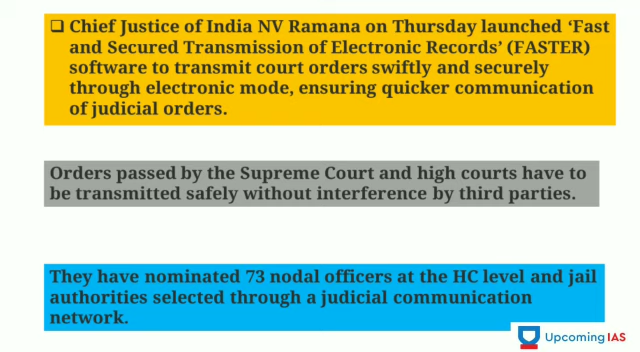 ❑ Chief Justice of India NV Ramana on Thursday launched ‘Fast
and Secured Transmission of Electronic Records’ (FASTER)
software to transmit court orders swiftly and securely
through electronic mode, ensuring quicker communication
of judicial orders.
Orders passed by the Supreme Court and high courts have to
be transmitted safely without interference by third parties.
They have nominated 73 nodal officers at the HC level and jail
authorities selected through a judicial communication
network.
Upcoming IAS